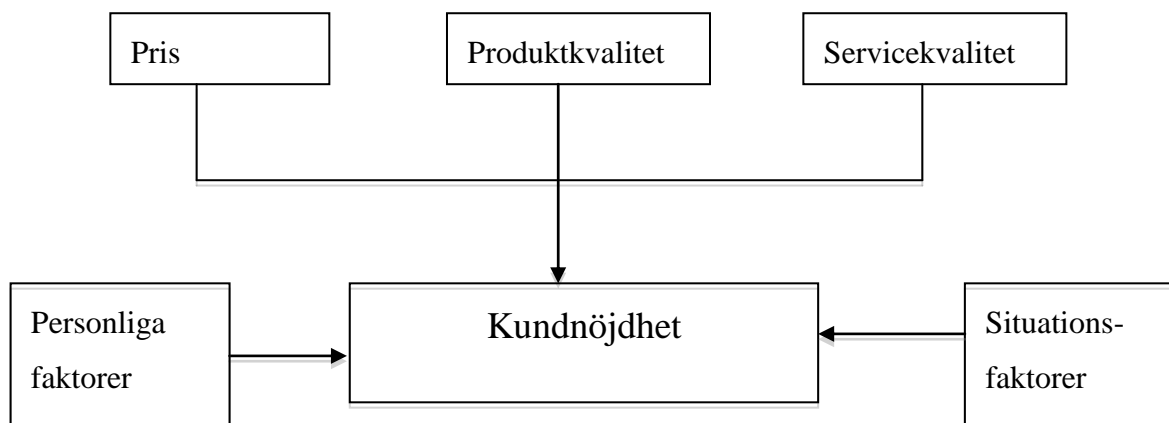 Pris
Produktkvalitet
Servicekvalitet
Personliga
faktorer
Kundnöjdhet
Situations-
faktorer